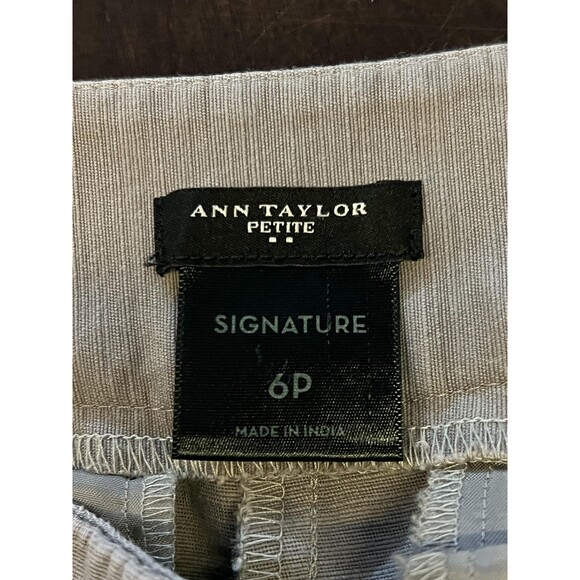 ANN TAYLOR
PETITE
SIGNATURE
6P
MADE IN INDIA